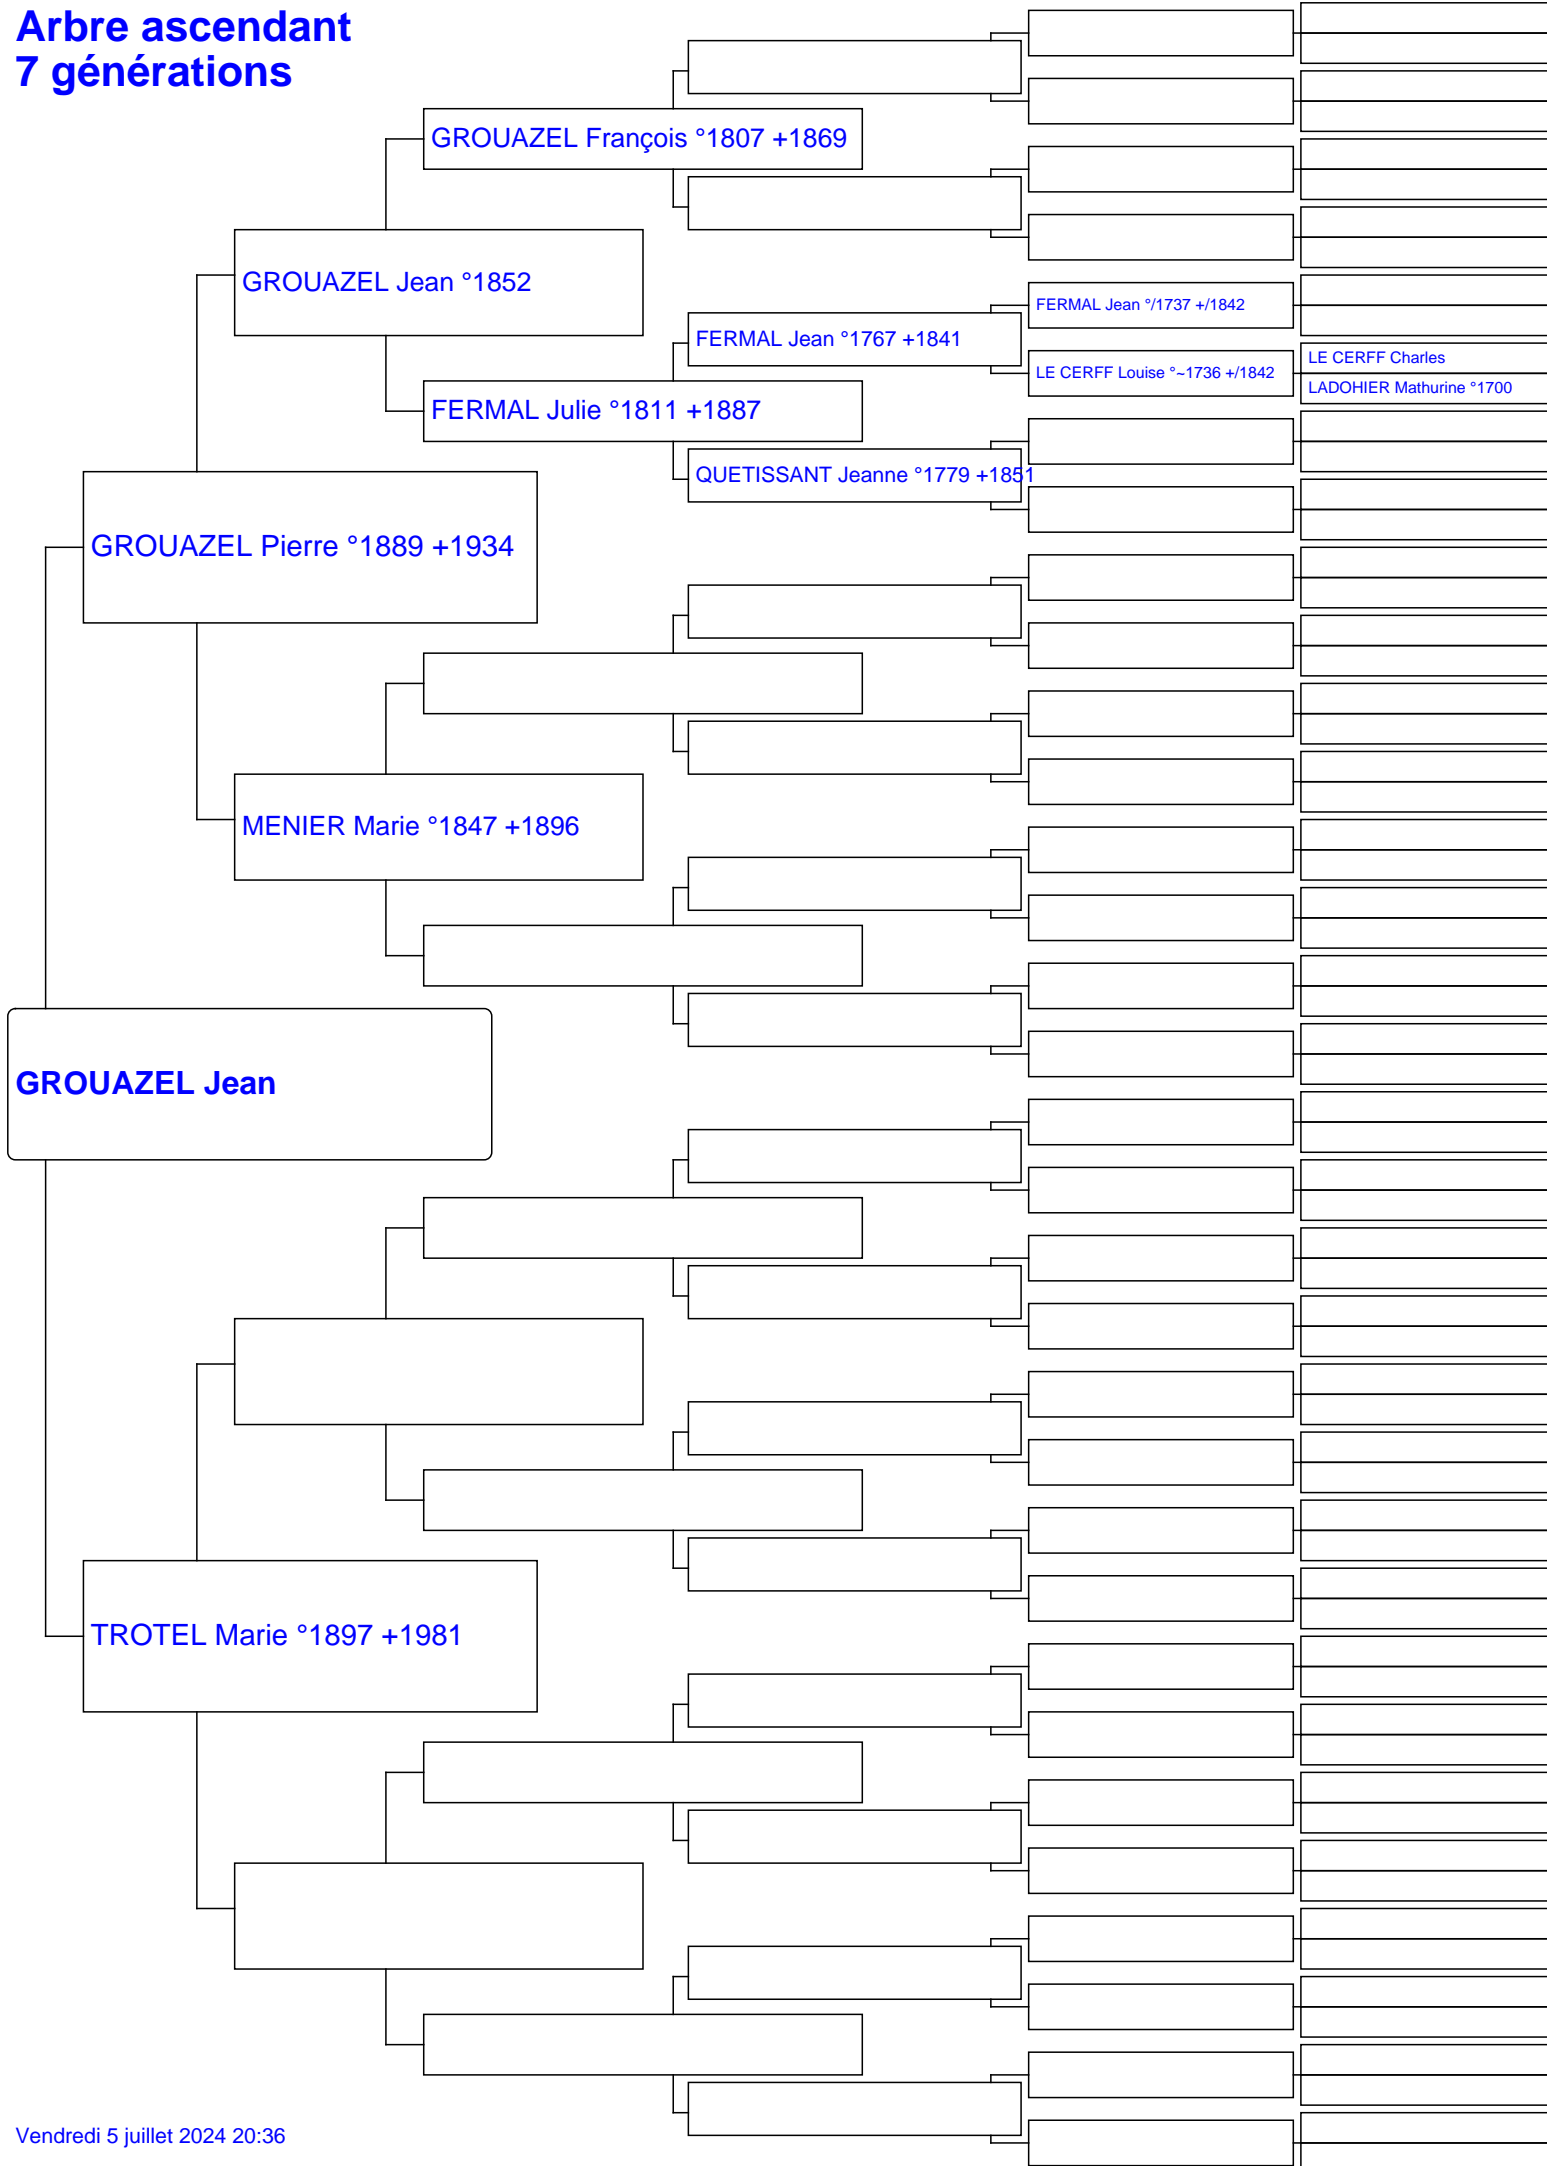 Arbre ascendant
7 générations
GROUAZEL François °1807 +1869
GROUAZEL Jean °1852
FERMAL Jean °/1737 +/1842
FERMAL Jean °1767 +1841
LE CERFF Charles
LE CERFF Louise °~1736 +/1842
LADOHIER Mathurine °1700
FERMAL Julie °1811 +1887
QUETISSANT Jeanne °1779 +1851
GROUAZEL Pierre °1889 +1934
MENIER Marie °1847 +1896
GROUAZEL Jean
TROTEL Marie °1897 +1981
Vendredi 5 juillet 2024 20:36